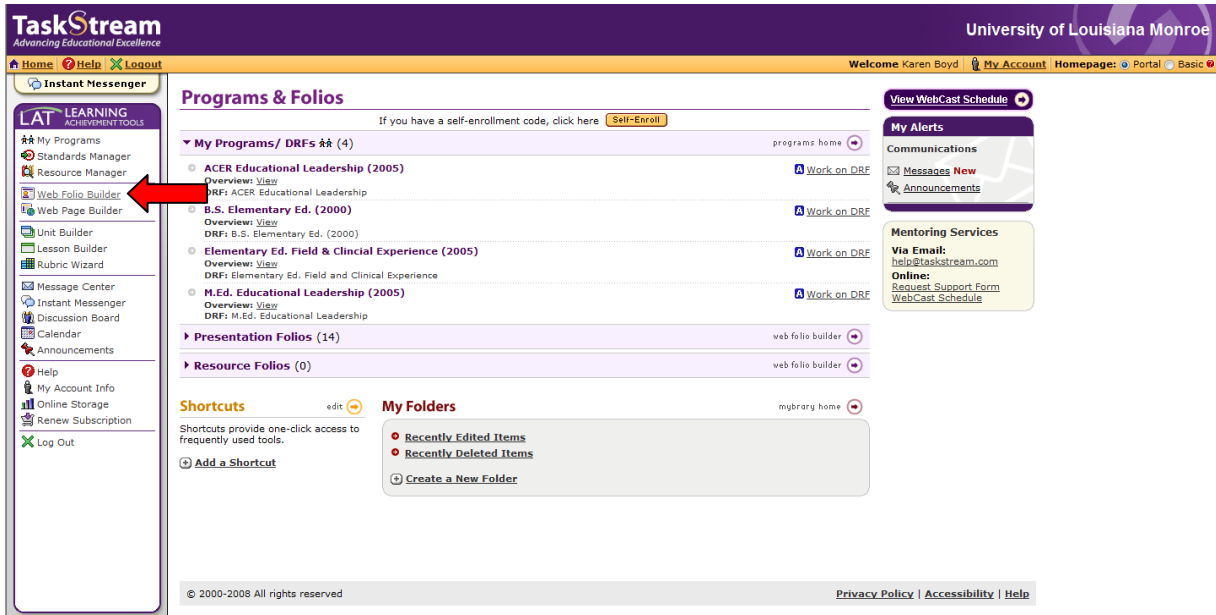 TaskStream
Advancing Educational Excellence
University of Louisiana Monroe
Home Help Logout
Welcome Karen Boyd My Account Homepage: Portal Basic
Instant Messenger
LAT LEARNING
ACHIEVEMENT TOOLS
My Programs
Standards Manager
Resource Manager
Web Folio Builder
Web Page Builder
Unit Builder
Lesson Builder
Rubric Wizard
Message Center
Instant Messenger
Discussion Board
Calendar
Announcements
Help
My Account Info
Online Storage
Renew Subscription
Log Out
Programs & Folios
If you have a self-enrollment code, click here Self-Enroll
My Programs/ DRFs (4) programs home
ACER Educational Leadership (2005) Work on DRF
Overview: View
DRF: ACER Educational Leadership
B.S. Elementary Ed. (2000) Work on DRF
Overview: View
DRF: B.S. Elementary Ed. (2000)
Elementary Ed. Field & Clincial Experience (2005) Work on DRF
Overview: View
DRF: Elementary Ed. Field and Clinical Experience
M.Ed. Educational Leadership (2005) Work on DRF
Overview: View
DRF: M.Ed. Educational Leadership
Presentation Folios (14) web folio builder
Resource Folios (0) web folio builder
Shortcuts edit
Shortcuts provide one-click access to
frequently used tools.
Add a Shortcut
My Folders mybrary home
Recently Edited Items
Recently Deleted Items
Create a New Folder
View WebCast Schedule
My Alerts
Communications
Messages New
Announcements
Mentoring Services
Via Email:
help@taskstream.com
Online:
Request Support Form
WebCast Schedule
© 2000-2008 All rights reserved
Privacy Policy | Accessibility | Help